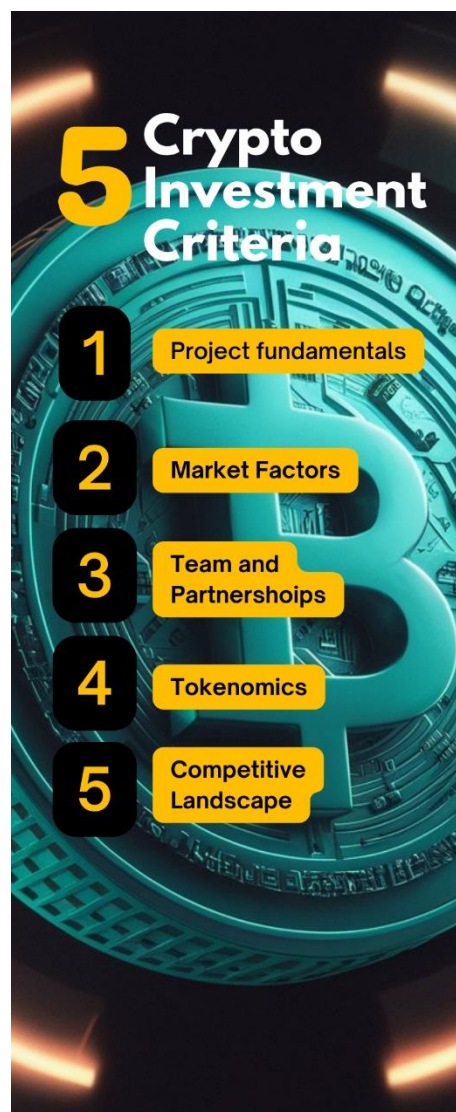 5
Crypto
Investment
Criteria
1
Project fundamentals
2
Market Factors
3
Team and
Partnershoips
4
Tokenomics
5
Competitive
Landscape